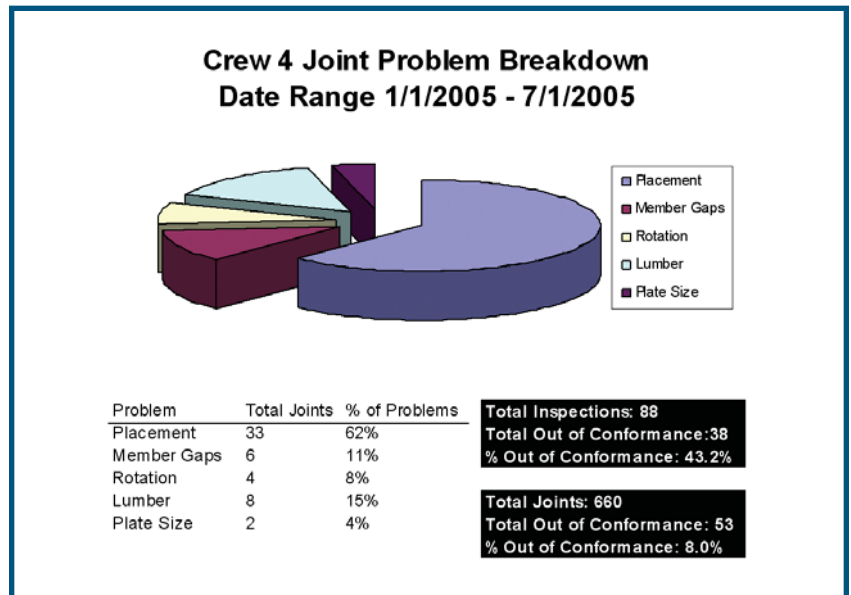 Crew 4 Joint Problem Breakdown
Date Range 1/1/2005 - 7/1/2005
Placement
Member Gaps
Rotation
Lumber
Plate Size
Problem Total Joints % of Problems
Placement 33 62%
Member Gaps 6 11%
Rotation 4 8%
Lumber 8 15%
Plate Size 2 4%
Total Inspections: 88
Total Out of Conformance:38
% Out of Conformance: 43.2%
Total Joints: 660
Total Out of Conformance: 53
% Out of Conformance: 8.0%